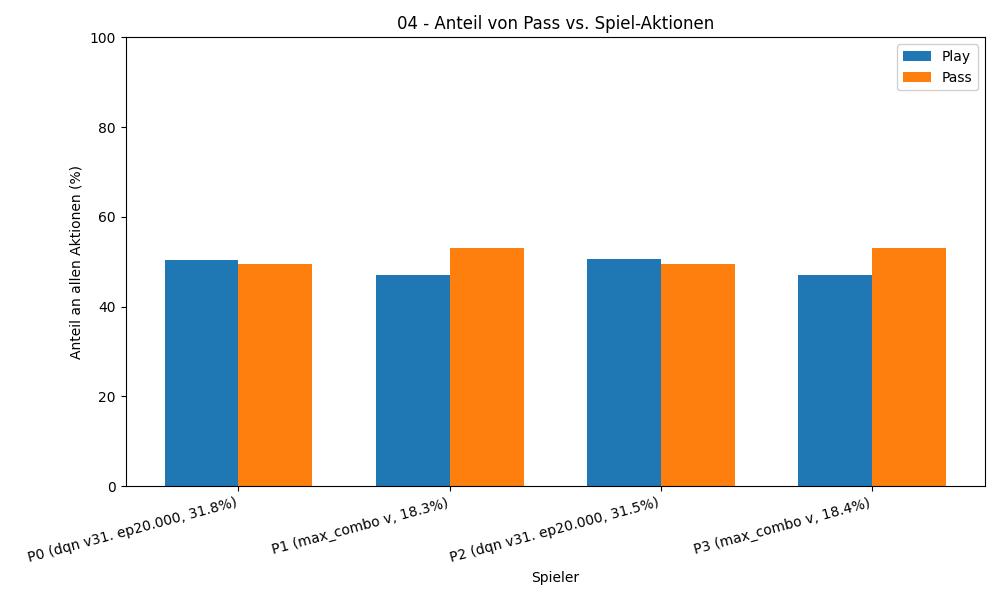 04 - Anteil von Pass vs. Spiel-Aktionen
Anteil an allen Aktionen (%)
100
80
60
40
20
0
Play
Pass
P0 (dqn v31. ep20.000, 31.8%)
P1 (max_combo v, 18.3%)
P2 (dqn v31. ep20.000, 31.5%)
P3 (max_combo v, 18.4%)
Spieler